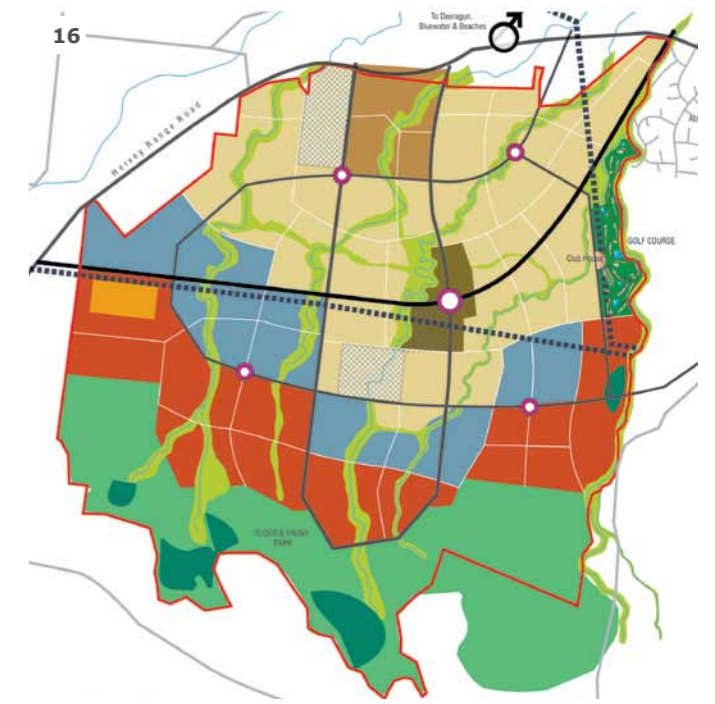 16
To Deeragun,
Bluewater & Beaches
Hervey Range Road
GOLF COURSE
Club House
FLORA & FAUNA
PARK